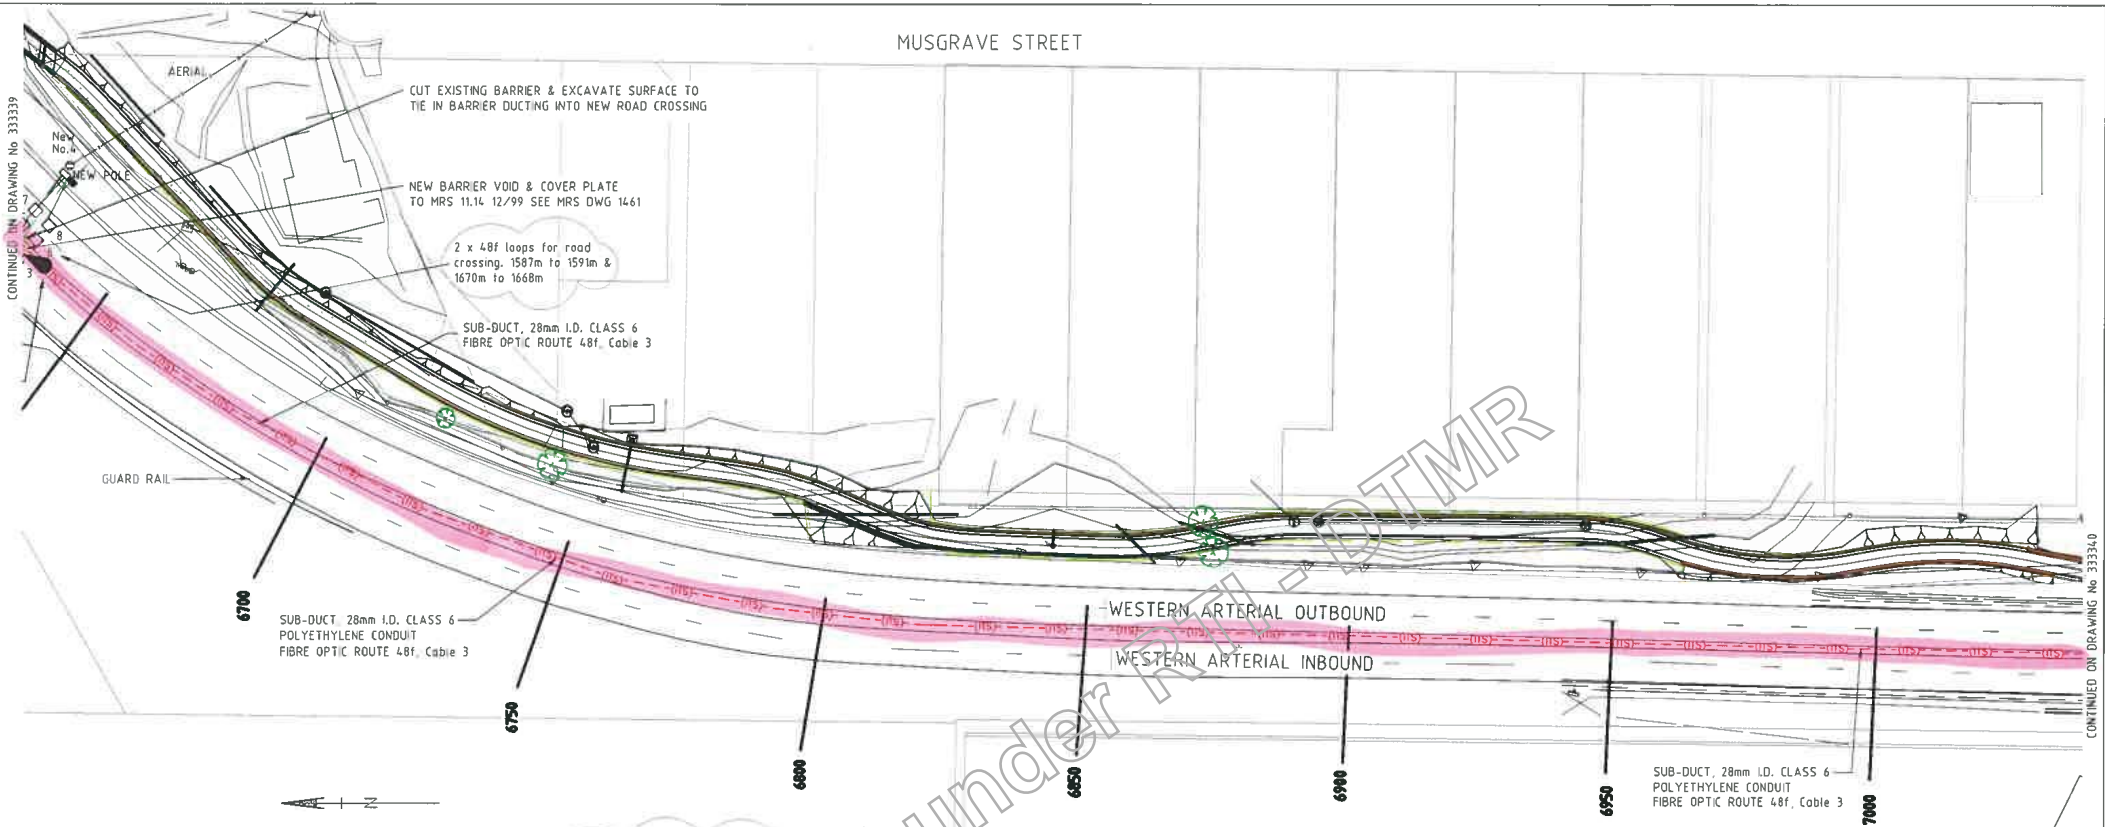 MUSGRAVE STREET
AERIAL
CUT EXISTING BARRIER & EXCAVATE SURFACE TO
TIE IN BARRIER DUCTING INTO NEW ROAD CROSSING
CONTINUED ON DRAWING No 333339
New
No.4
NEW POLE
NEW BARRIER VOID & COVER PLATE
TO MRS 11.14 12/99 SEE MRS DWG 1461
7
8
3
2 x 48f loops for road
crossing. 1587m to 1591m &
1670m to 1668m
SUB-DUCT, 28mm I.D. CLASS 6
FIBRE OPTIC ROUTE 48f, Cable 3
GUARD RAIL
SUB-DUCT, 28mm I.D. CLASS 6
POLYETHYLENE CONDUIT
FIBRE OPTIC ROUTE 48f, Cable 3
WESTERN ARTERIAL OUTBOUND
WESTERN ARTERIAL INBOUND
6700
6750
6800
6850
6900
6950
7000
SUB-DUCT, 28mm I.D. CLASS 6
POLYETHYLENE CONDUIT
FIBRE OPTIC ROUTE 48f, Cable 3
CONTINUED ON DRAWING No 333340
N
under RTI - DTMR